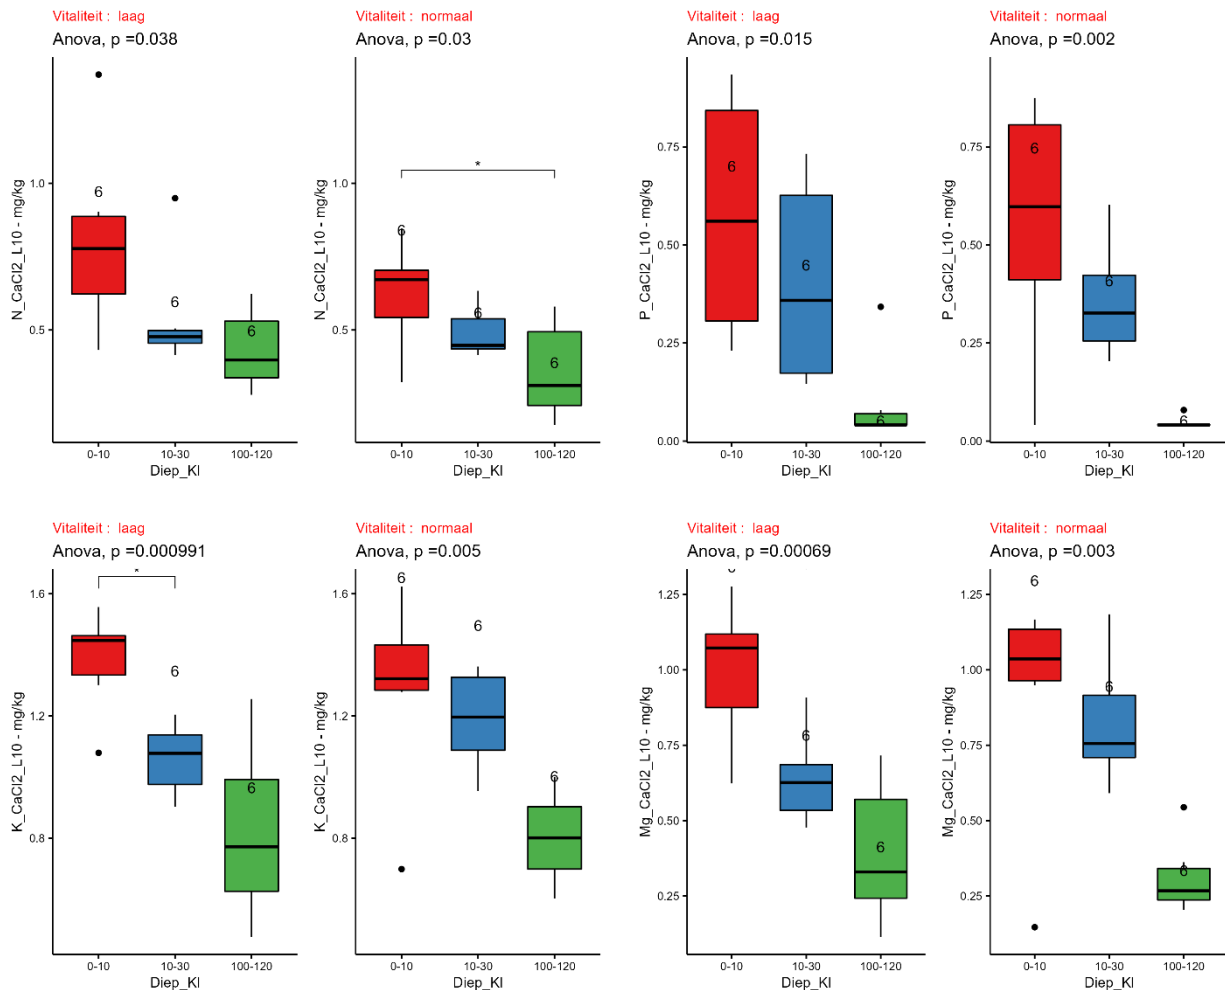 Vitaliteit : laag
Anova, p =0.038
N_CaCl2_L10 - mg/kg
1.0
0.5
6
6
6
0-10
10-30
100-120
Diep_Kl
Vitaliteit : normaal
Anova, p =0.03
N_CaCl2_L10 - mg/kg
1.0
0.5
*
6
6
6
0-10
10-30
100-120
Diep_Kl
Vitaliteit : laag
Anova, p =0.015
P_CaCl2_L10 - mg/kg
0.75
0.50
0.25
0.00
6
6
6
0-10
10-30
100-120
Diep_Kl
Vitaliteit : normaal
Anova, p =0.002
P_CaCl2_L10 - mg/kg
0.75
0.50
0.25
0.00
6
6
6
0-10
10-30
100-120
Diep_Kl
Vitaliteit : laag
Anova, p =0.000991
K_CaCl2_L10 - mg/kg
1.6
1.2
0.8
*
6
6
0-10
10-30
100-120
Diep_Kl
Vitaliteit : normaal
Anova, p =0.005
K_CaCl2_L10 - mg/kg
1.6
1.2
0.8
6
6
6
0-10
10-30
100-120
Diep_Kl
Vitaliteit : laag
Anova, p =0.00069
Mg_CaCl2_L10 - mg/kg
1.25
1.00
0.75
0.50
0.25
6
6
0-10
10-30
100-120
Diep_Kl
Vitaliteit : normaal
Anova, p =0.003
Mg_CaCl2_L10 - mg/kg
1.25
1.00
0.75
0.50
0.25
6
6
6
0-10
10-30
100-120
Diep_Kl